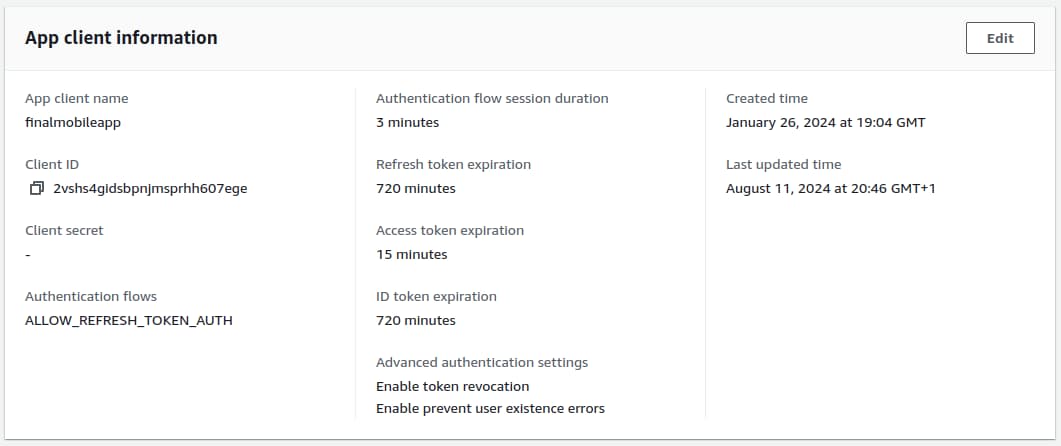 App client information
Edit
App client name
finalmobileapp
Client ID
2vshs4gidsbpnjmsprhh607ege
Client secret
-
Authentication flows
ALLOW_REFRESH_TOKEN_AUTH
Authentication flow session duration
3 minutes
Refresh token expiration
720 minutes
Access token expiration
15 minutes
ID token expiration
720 minutes
Advanced authentication settings
Enable token revocation
Enable prevent user existence errors
Created time
January 26, 2024 at 19:04 GMT
Last updated time
August 11, 2024 at 20:46 GMT+1